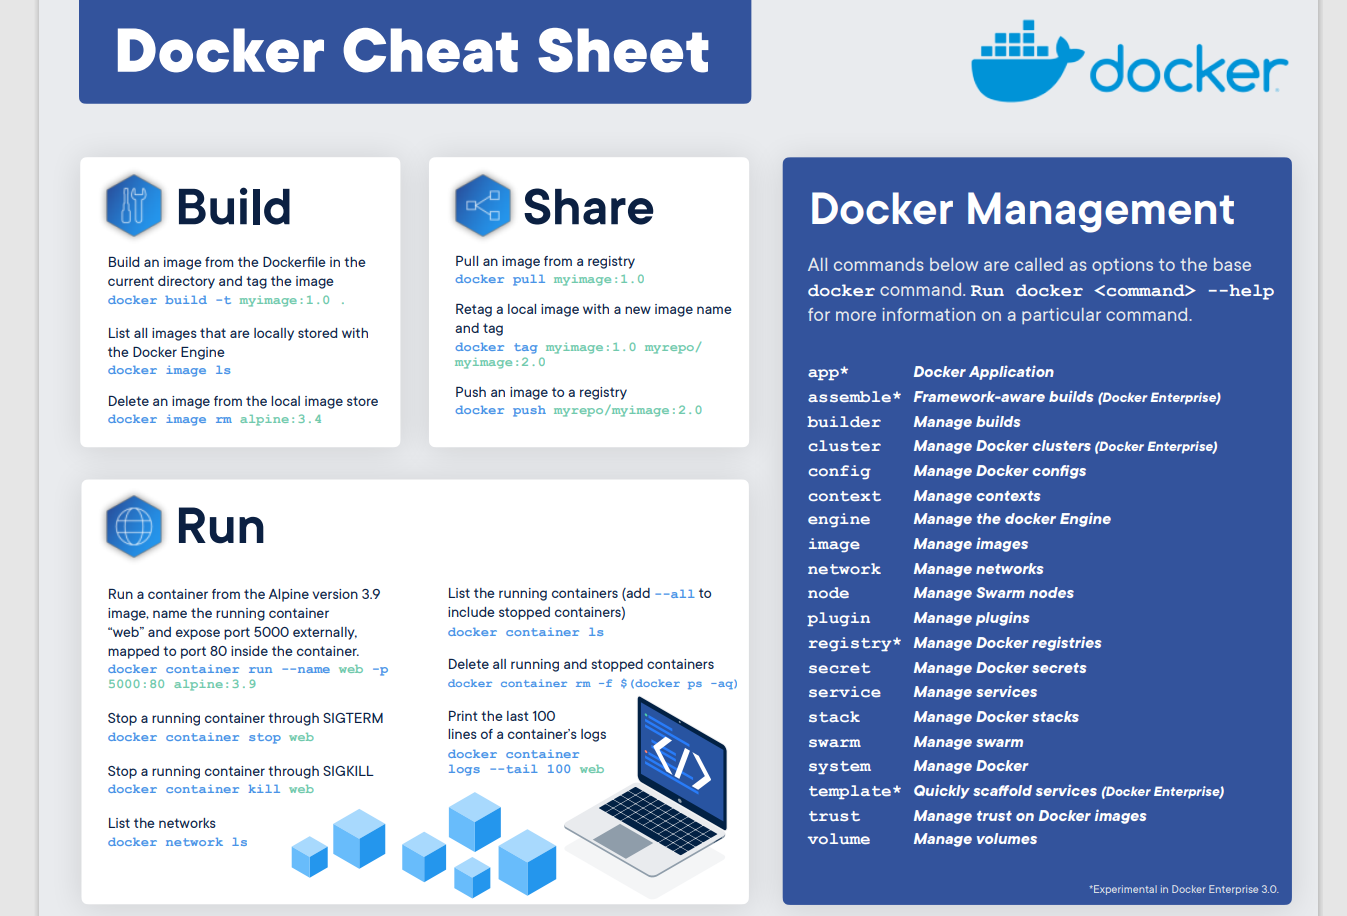 Docker Cheat Sheet
docker
Build
Build an image from the Dockerfile in the
current directory and tag the image
docker build -t myimage:1.0 .
List all images that are locally stored with
the Docker Engine
docker image ls
Delete an image from the local image store
docker image rm alpine:3.4
Share
Pull an image from a registry
docker pull myimage:1.0
Retag a local image with a new image name
and tag
docker tag myimage:1.0 myrepo/
myimage:2.0
Push an image to a registry
docker push myrepo/myimage:2.0
Run
Run a container from the Alpine version 3.9
image, name the running container
“web” and expose port 5000 externally,
mapped to port 80 inside the container.
docker container run --name web -p
5000:80 alpine:3.9
Stop a running container through SIGTERM
docker container stop web
Stop a running container through SIGKILL
docker container kill web
List the networks
docker network ls
List the running containers (add --all to
include stopped containers)
docker container ls
Delete all running and stopped containers
docker container rm -f $(docker ps -aq)
Print the last 100
lines of a container’s logs
docker container
logs --tail 100 web
</>
Docker Management
All commands below are called as options to the base
docker command. Run docker <command> --help
for more information on a particular command.
app* Docker Application
assemble* Framework-aware builds (Docker Enterprise)
builder Manage builds
cluster Manage Docker clusters (Docker Enterprise)
config Manage Docker configs
context Manage contexts
engine Manage the docker Engine
image Manage images
network Manage networks
node Manage Swarm nodes
plugin Manage plugins
registry* Manage Docker registries
secret Manage Docker secrets
service Manage services
stack Manage Docker stacks
swarm Manage swarm
system Manage Docker
template* Quickly scaffold services (Docker Enterprise)
trust Manage trust on Docker images
volume Manage volumes
*Experimental in Docker Enterprise 3.0.